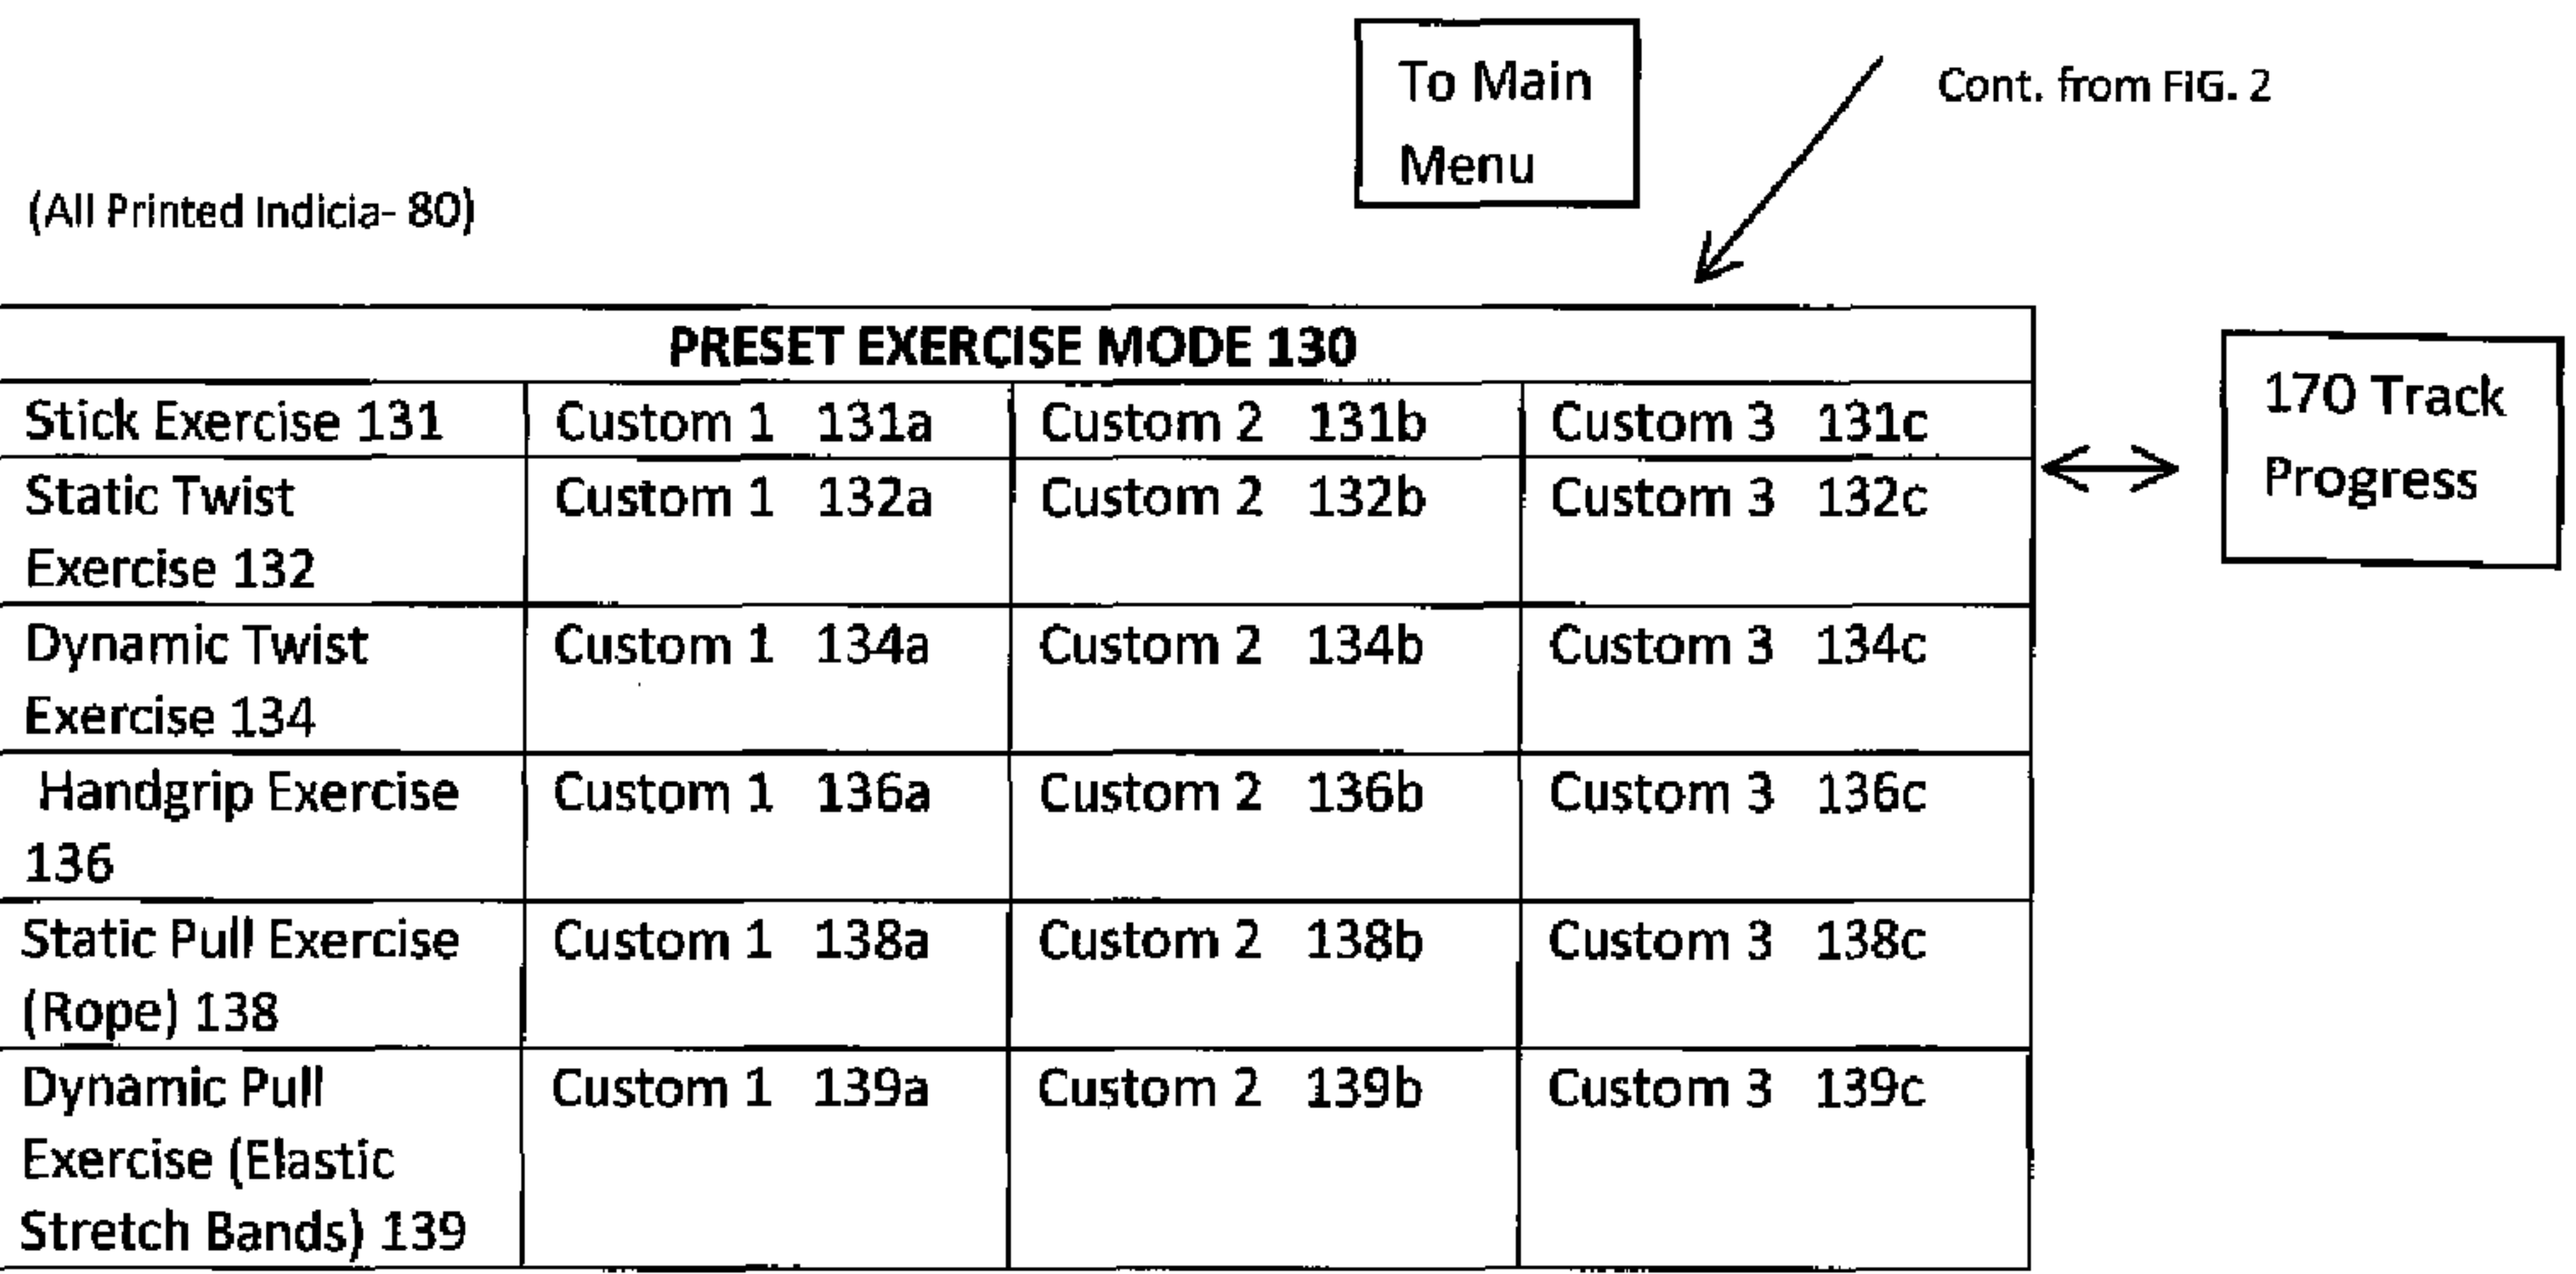 To Main
Menu
Cont. from FIG. 2
(All Printed Indicia- 80)
PRESET EXERCISE MODE 130
Stick Exercise 131 Custom 1 131a Custom 2 131b Custom 3 131c
Static Twist Custom 1 132a Custom 2 132b Custom 3 132c
Exercise 132
Dynamic Twist Custom 1 134a Custom 2 134b Custom 3 134c
Exercise 134
Handgrip Exercise Custom 1 136a Custom 2 136b Custom 3 136c
136
Static Pull Exercise Custom 1 138a Custom 2 138b Custom 3 138c
(Rope) 138
Dynamic Pull Custom 1 139a Custom 2 139b Custom 3 139c
Exercise (Elastic
Stretch Bands) 139
170 Track
Progress